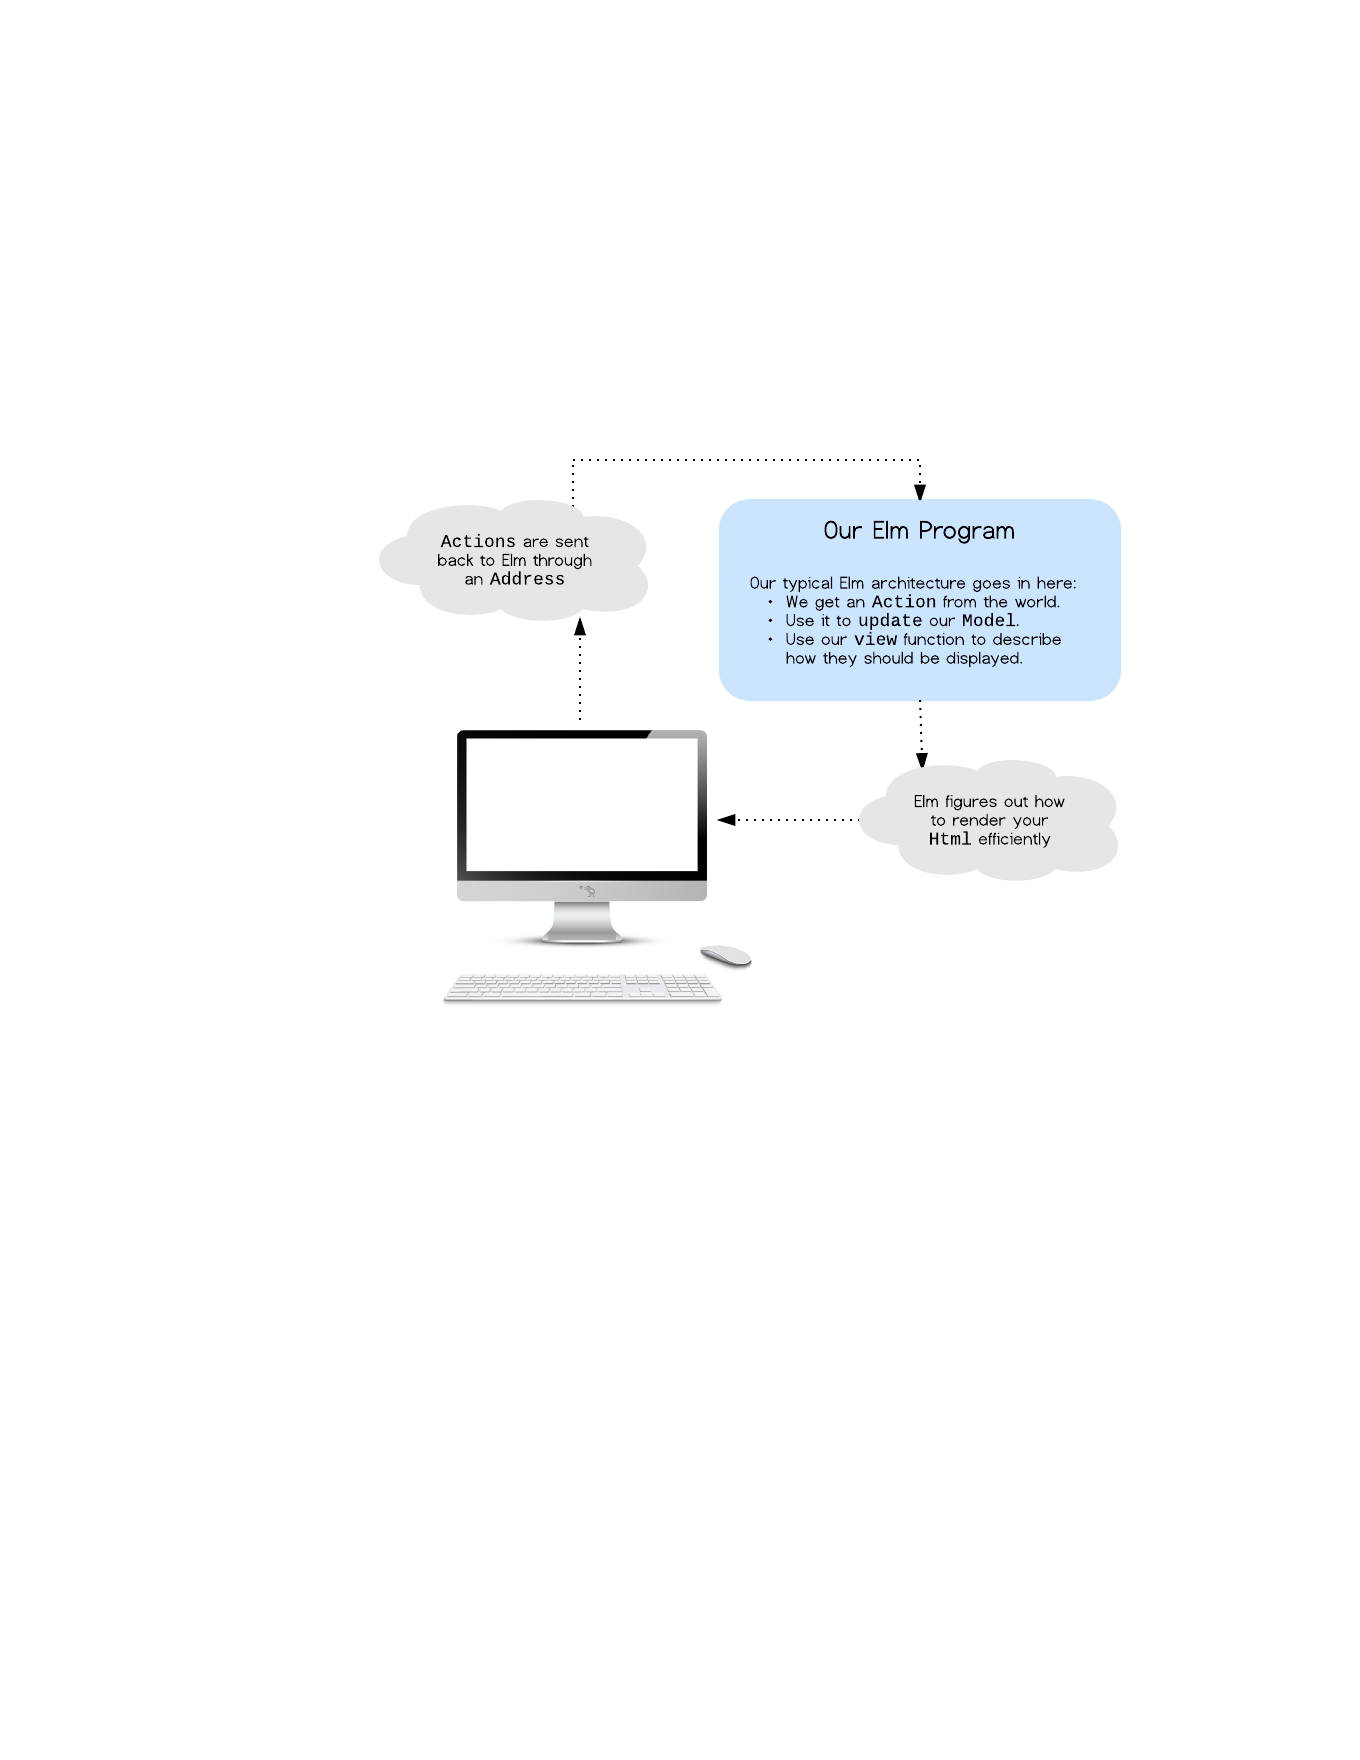 Actions are sent
back to Elm through
an Address
Our Elm Program
Our typical Elm architecture goes in here:
• We get an Action from the world.
• Use it to update our Model.
• Use our view function to describe
how they should be displayed.
Elm figures out how
to render your
Html efficiently